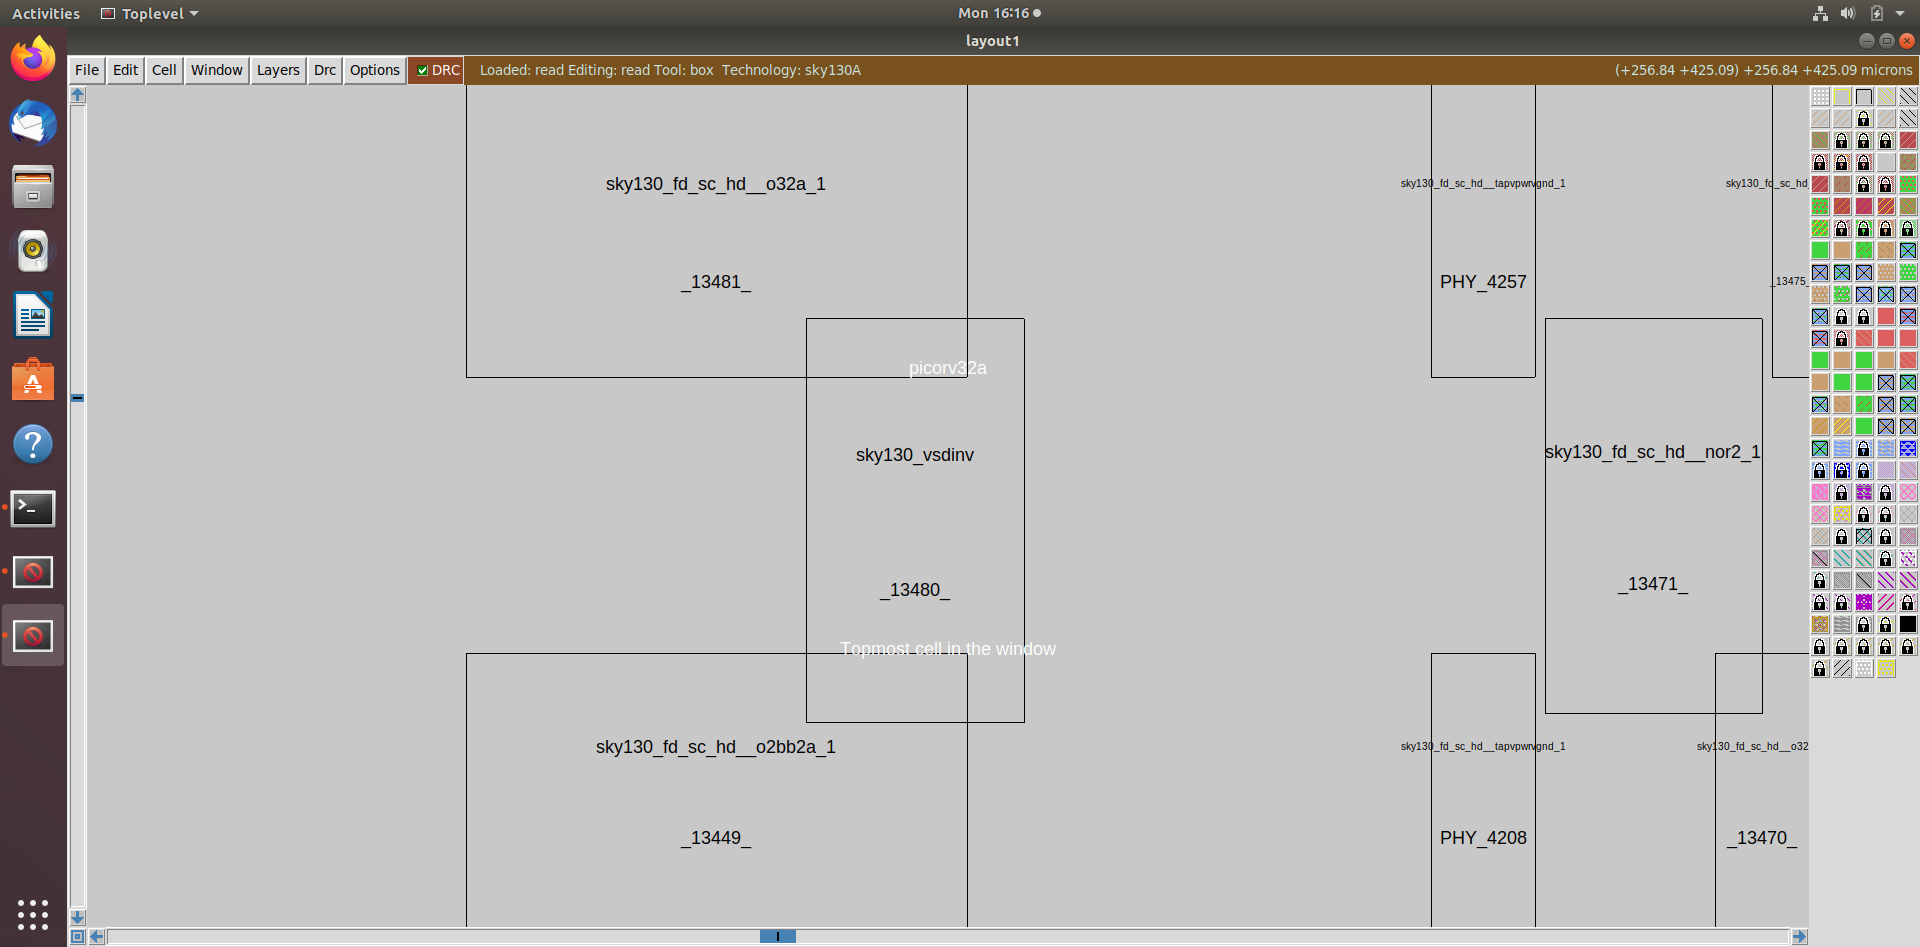 Activities Toplevel Mon 16:16
layout1
File Edit Cell Window Layers Drc Options DRC Loaded: read Editing: read Tool: box Technology: sky130A (+256.84 +425.09) +256.84 +425.09 microns
sky130_fd_sc_hd__o32a_1 sky130_fd_sc_hd__tapvpwrvgnd_1 sky130_fd_sc_hd_
_13481_ PHY_4257 _13475_
picorv32a
sky130_vsdinv sky130_fd_sc_hd__nor2_1
_13480_ _13471_
Topmost cell in the window
sky130_fd_sc_hd__o2bb2a_1 sky130_fd_sc_hd__tapvpwrvgnd_1 sky130_fd_sc_hd__o32
_13449_ PHY_4208 _13470_